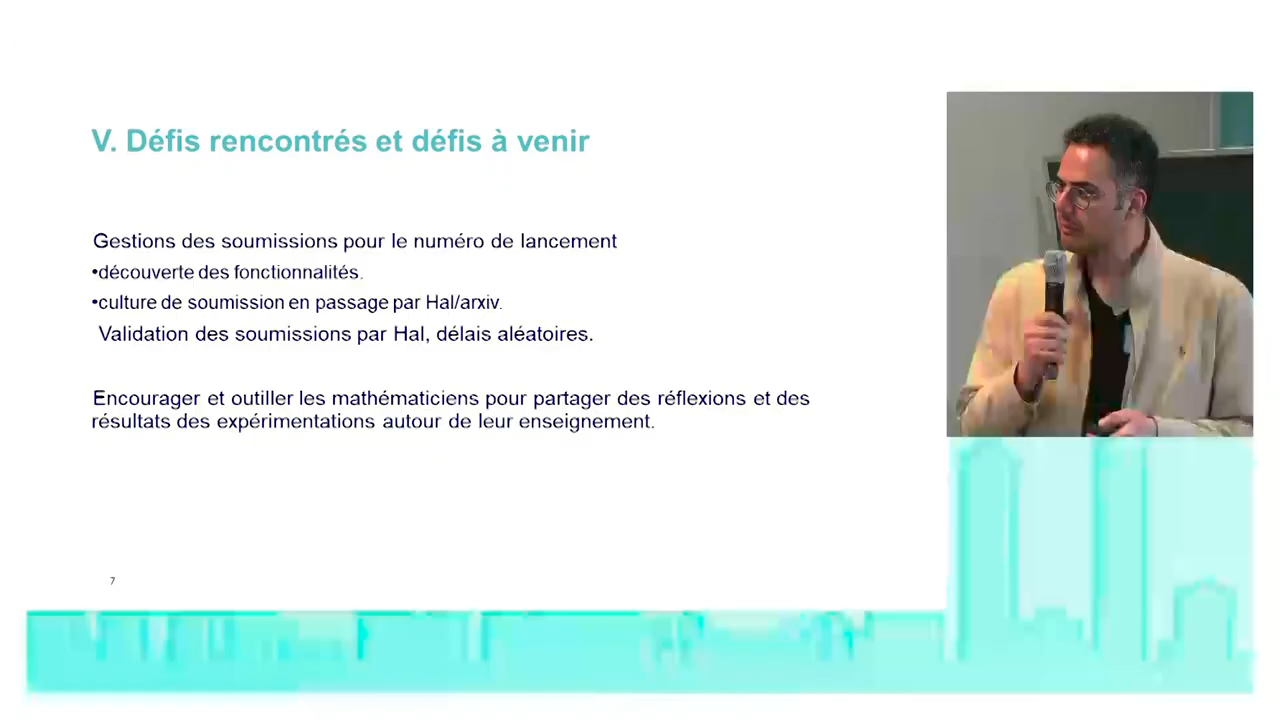 V. Défis rencontrés et défis à venir
Gestions des soumissions pour le numéro de lancement
•découverte des fonctionnalités.
•culture de soumission en passage par Hal/arxiv.
Validation des soumissions par Hal, délais aléatoires.
Encourager et outiller les mathématiciens pour partager des réflexions et des
résultats des expérimentations autour de leur enseignement.
7